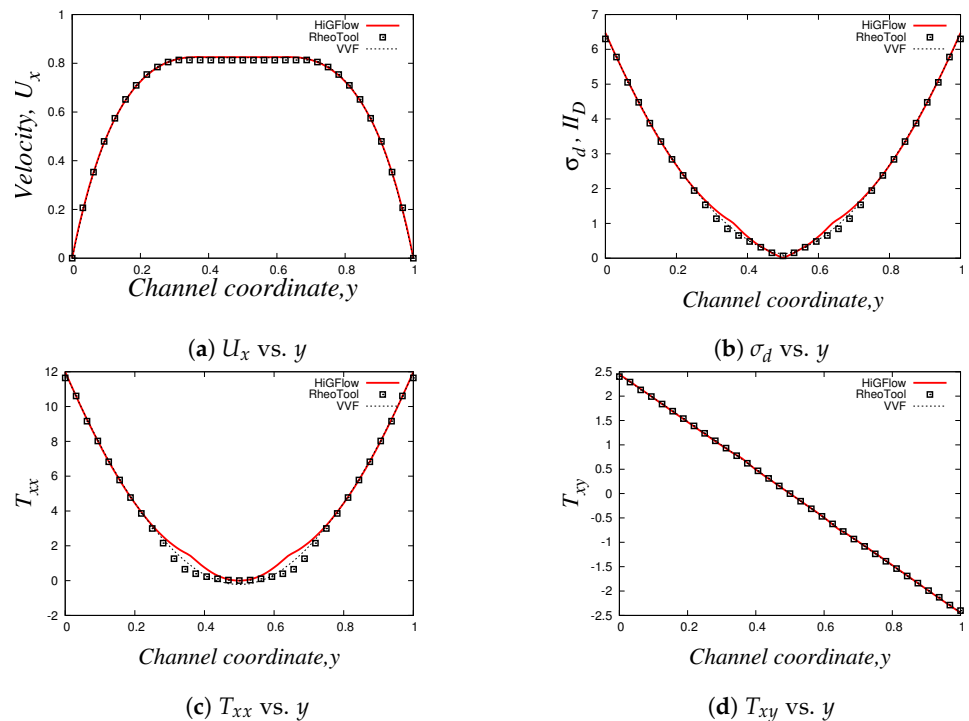 HiGFlow
RheoTool
VVF
Velocity, U_x
1
0.8
0.6
0.4
0.2
0
0 0.2 0.4 0.6 0.8 1
Channel coordinate,y
(a) U_x vs. y
HiGFlow
RheoTool
VVF
σ_d , II_D
7
6
5
4
3
2
1
0
0 0.2 0.4 0.6 0.8 1
Channel coordinate,y
(b) σ_d vs. y
HiGFlow
RheoTool
VVF
T_xx
12
10
8
6
4
2
0
-2
0 0.2 0.4 0.6 0.8 1
Channel coordinate,y
(c) T_xx vs. y
HiGFlow
RheoTool
VVF
T_xy
2.5
2
1.5
1
0.5
0
-0.5
-1
-1.5
-2
-2.5
0 0.2 0.4 0.6 0.8 1
Channel coordinate,y
(d) T_xy vs. y